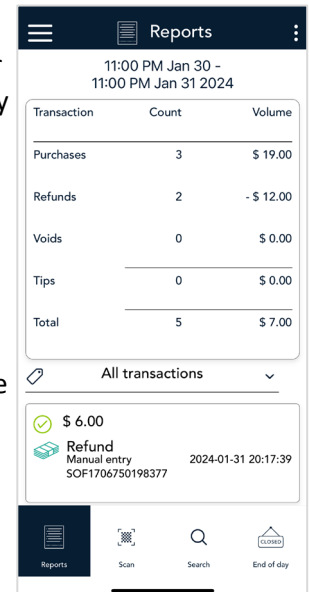 Reports
11:00 PM Jan 30 -
11:00 PM Jan 31 2024
Transaction Count Volume
Purchases 3 $ 19.00
Refunds 2 - $ 12.00
Voids 0 $ 0.00
Tips 0 $ 0.00
Total 5 $ 7.00
All transactions
$ 6.00
Refund
Manual entry 2024-01-31 20:17:39
SOF1706750198377
CLOSED
Reports Scan Search End of day